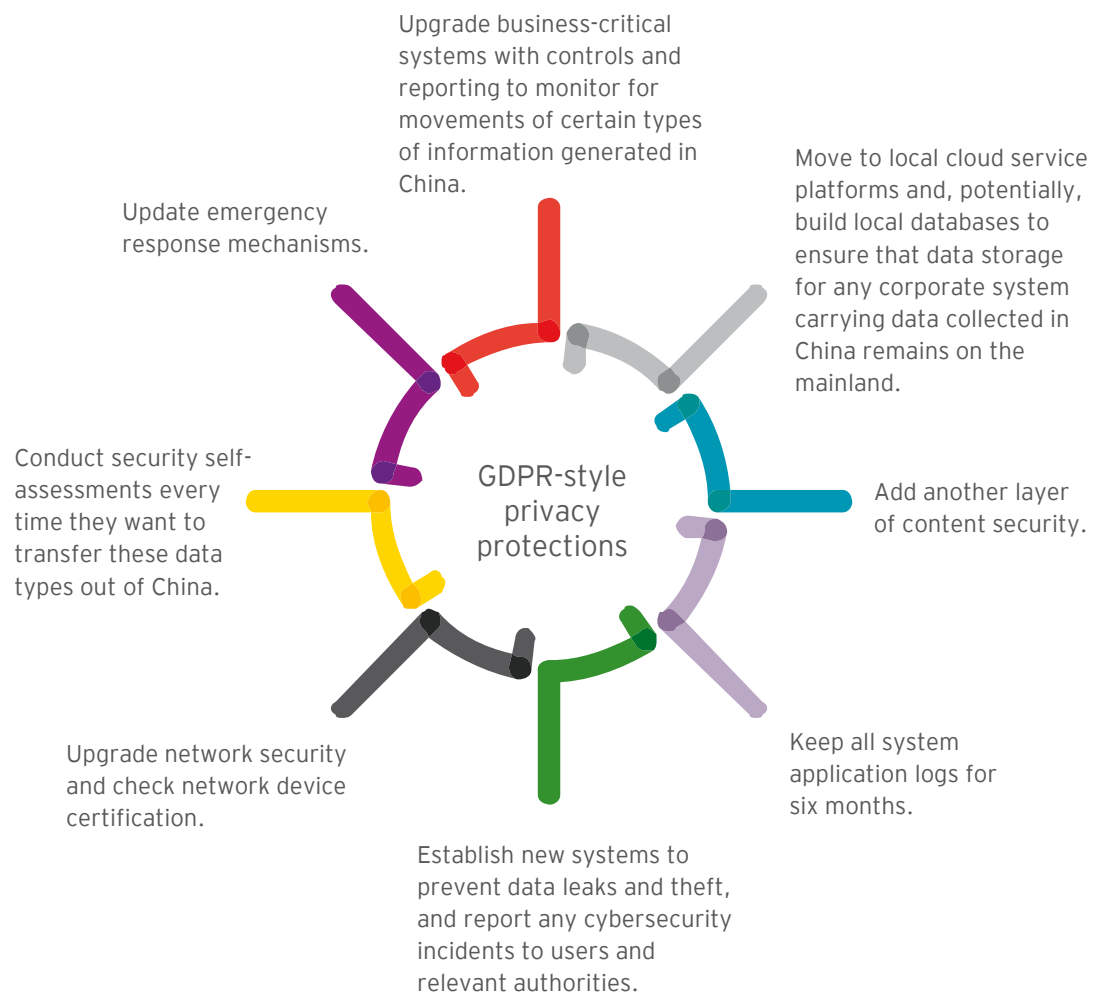 Upgrade business-critical
systems with controls and
reporting to monitor for
movements of certain types
of information generated in
China.
Move to local cloud service
platforms and, potentially,
build local databases to
ensure that data storage
for any corporate system
carrying data collected in
China remains on the
mainland.
Add another layer
of content security.
Keep all system
application logs for
six months.
Establish new systems to
prevent data leaks and theft,
and report any cybersecurity
incidents to users and
relevant authorities.
Upgrade network security
and check network device
certification.
Conduct security self-
assessments every
time they want to
transfer these data
types out of China.
Update emergency
response mechanisms.
GDPR-style
privacy
protections